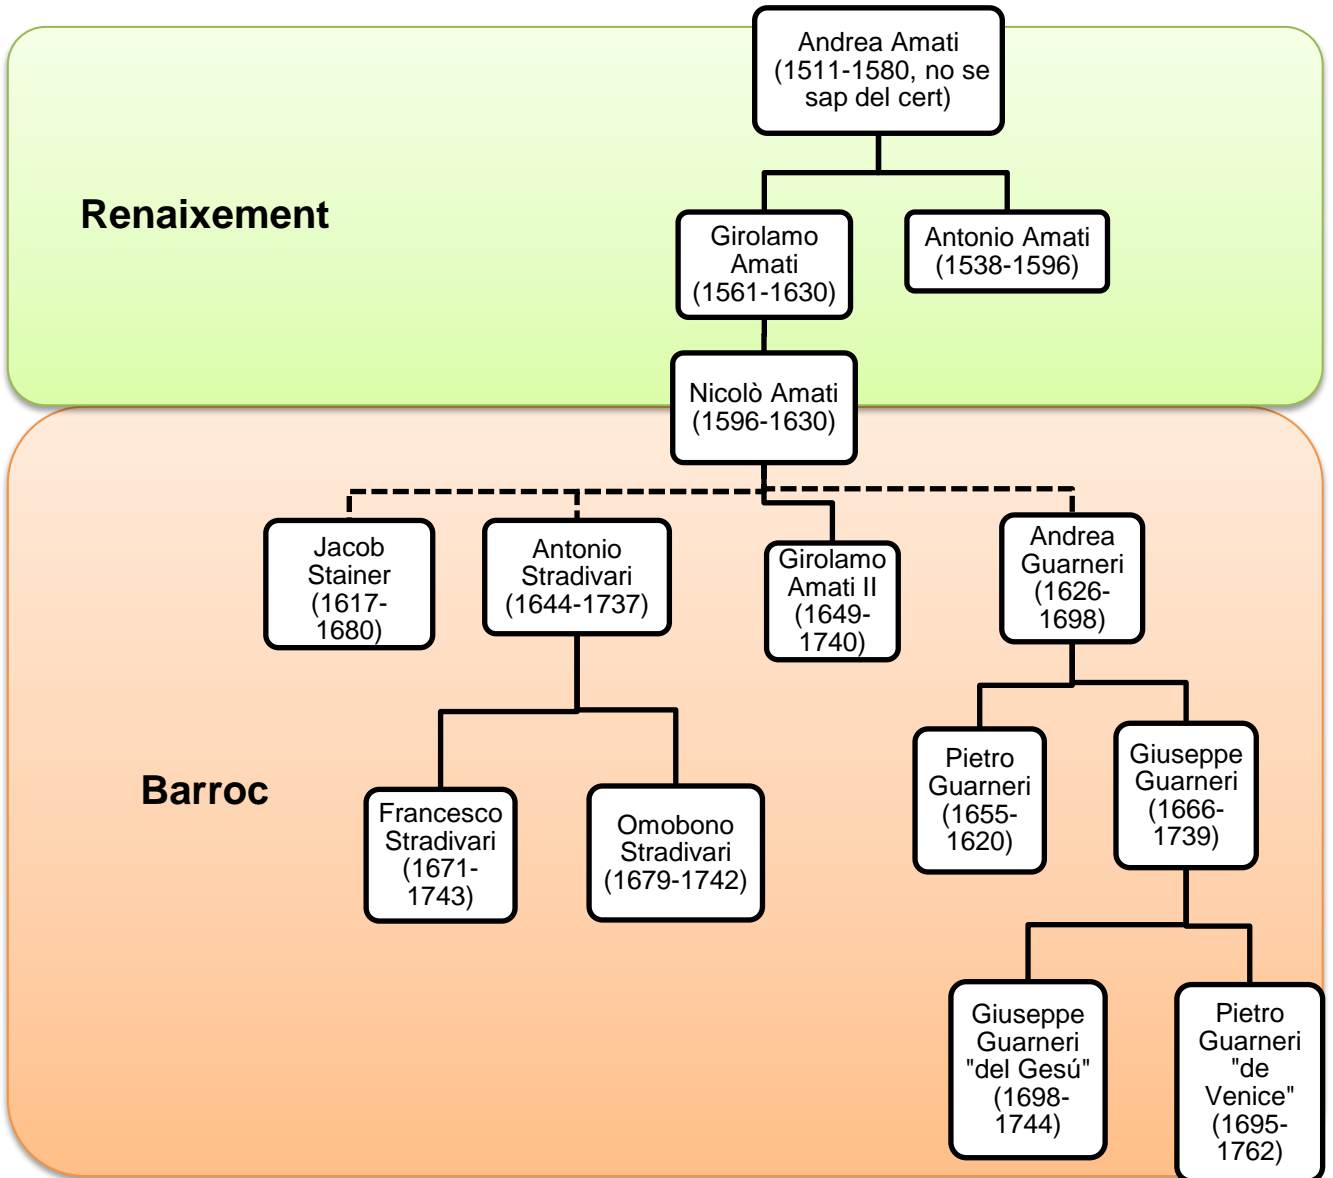 Andrea Amati
(1511-1580, no se
sap del cert)
Renaixement
Girolamo
Amati
(1561-1630)
Antonio Amati
(1538-1596)
Nicolò Amati
(1596-1630)
Jacob
Stainer
(1617-
1680)
Antonio
Stradivari
(1644-1737)
Girolamo
Amati II
(1649-
1740)
Andrea
Guarneri
(1626-
1698)
Barroc
Francesco
Stradivari
(1671-
1743)
Omobono
Stradivari
(1679-1742)
Pietro
Guarneri
(1655-
1620)
Giuseppe
Guarneri
(1666-
1739)
Giuseppe
Guarneri
"del Gesú"
(1698-
1744)
Pietro
Guarneri
"de
Venice"
(1695-
1762)